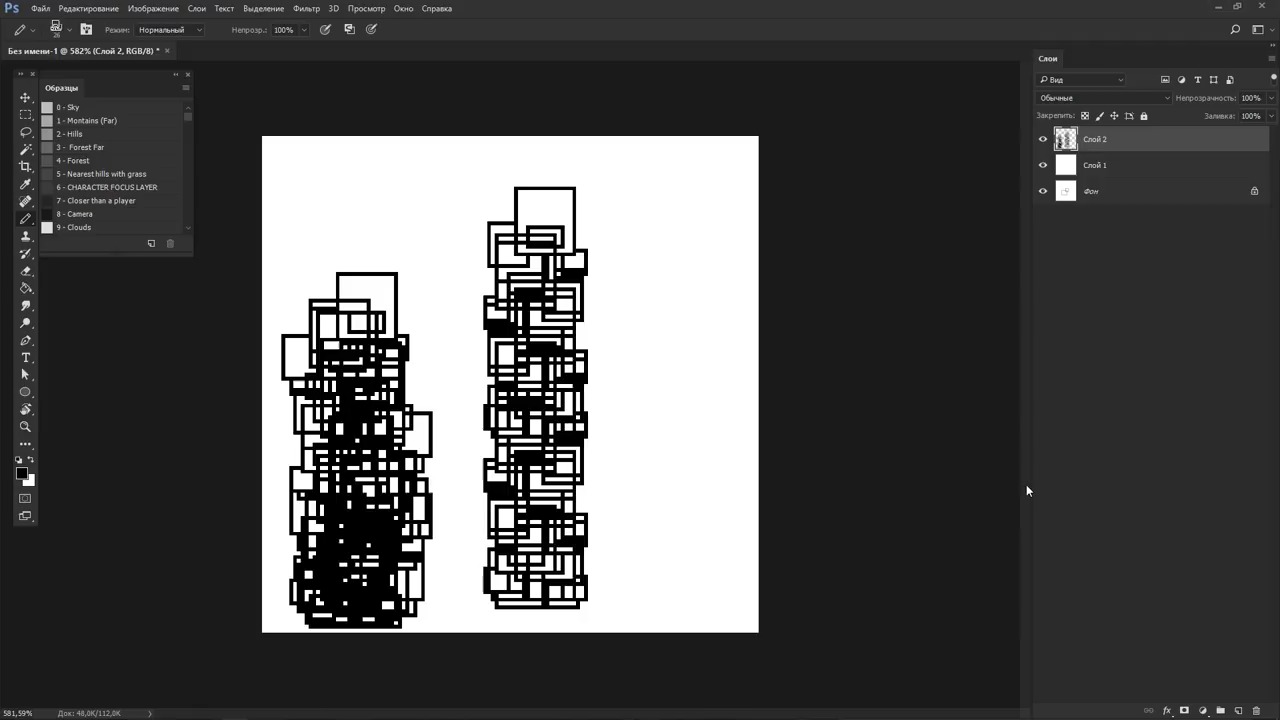 Ps Файл Редактирование Изображение Слои Текст Выделение Фильтр 3D Просмотр Окно Справка
26 Режим: Нормальный Непрозр.: 100%
Без имени-1 @ 582% (Слой 2, RGB/8) *
Образцы
0 - Sky
1 - Montains (Far)
2 - Hills
3 - Forest Far
4 - Forest
5 - Nearest hills with grass
6 - CHARACTER FOCUS LAYER
7 - Closer than a player
8 - Camera
9 - Clouds
Слои
Вид
Обычные Непрозрачность: 100%
Закрепить: Заливка: 100%
Слой 2
Слой 1
Фон
581,59% Док: 48,0K/112,0K